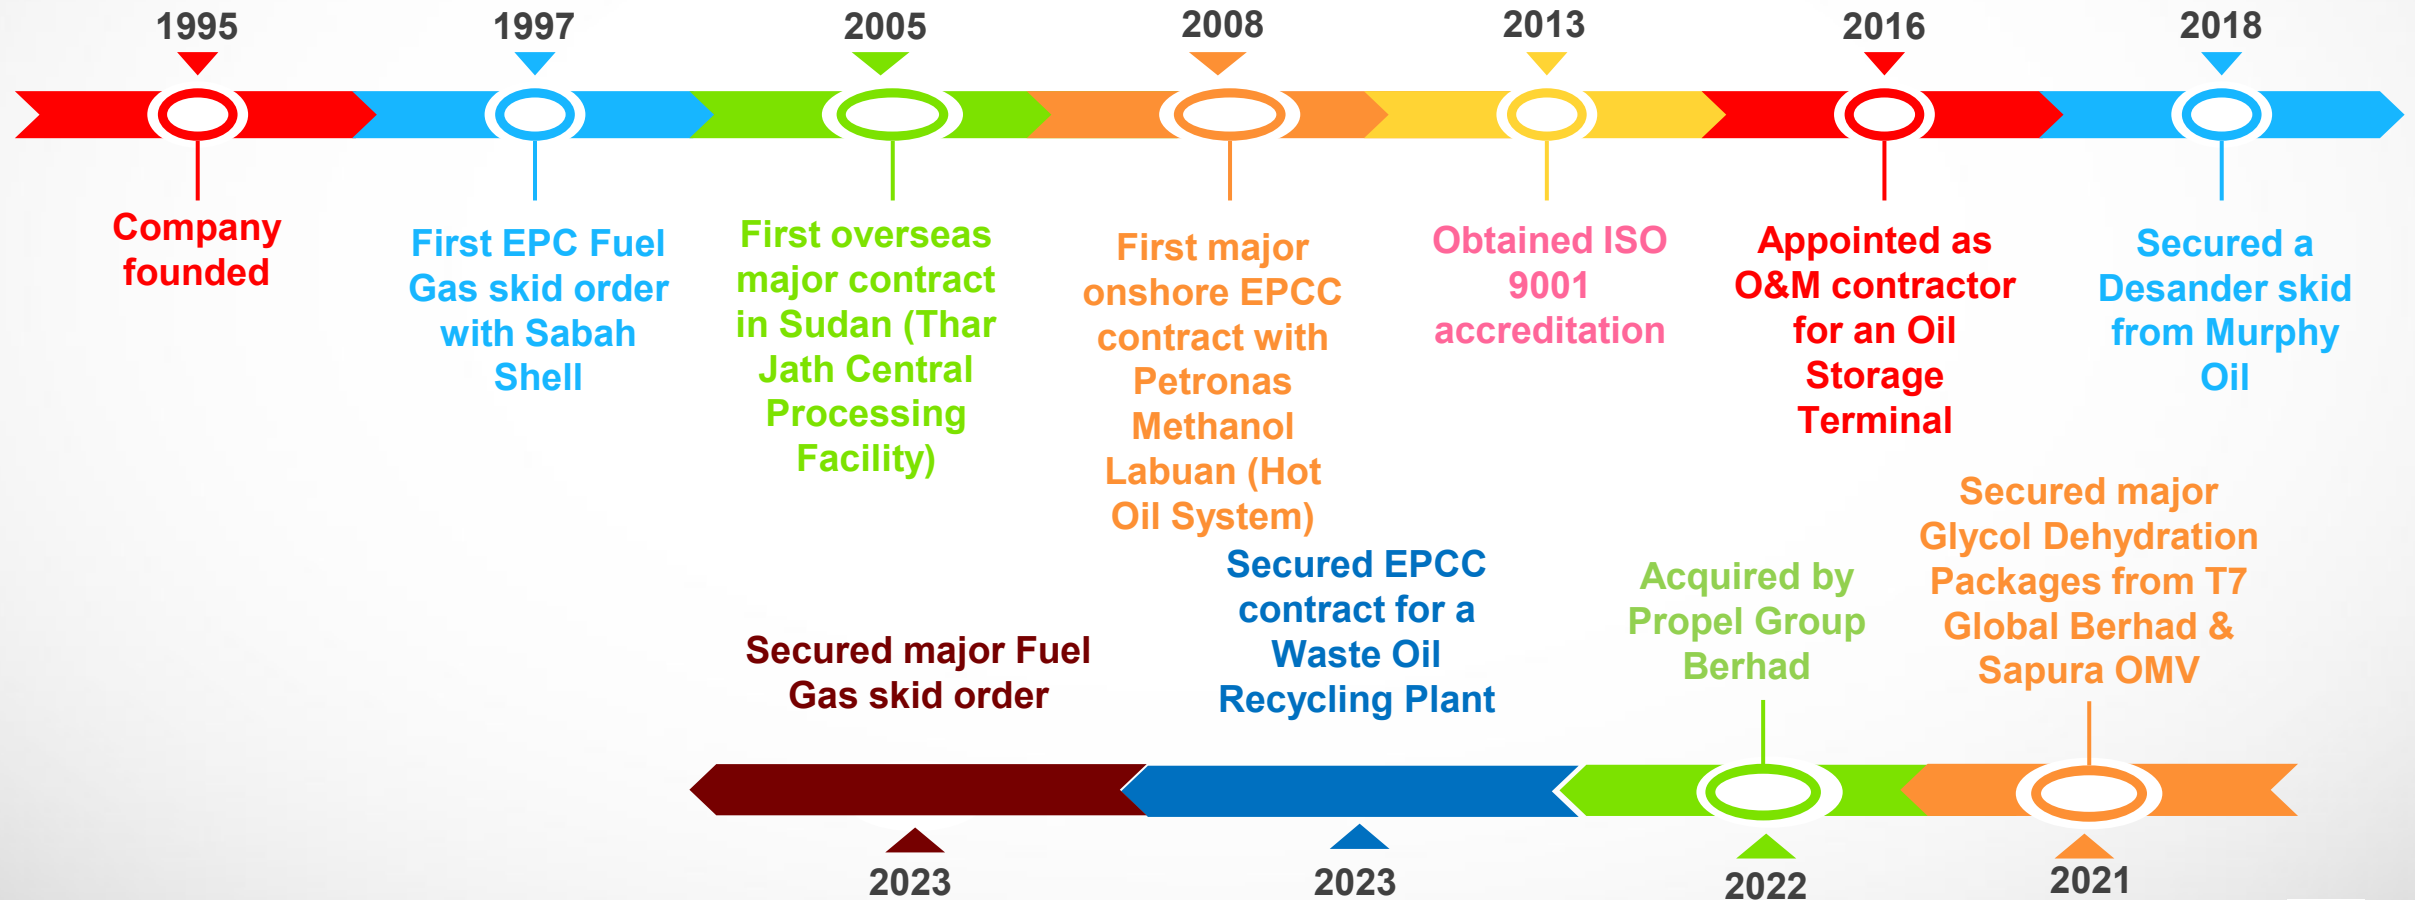 1995
Company
founded
1997
First EPC Fuel
Gas skid order
with Sabah
Shell
2005
First overseas
major contract
in Sudan (Thar
Jath Central
Processing
Facility)
2008
First major
onshore EPCC
contract with
Petronas
Methanol
Labuan (Hot
Oil System)
2013
Obtained ISO
9001
accreditation
2016
Appointed as
O&M contractor
for an Oil
Storage
Terminal
2018
Secured a
Desander skid
from Murphy
Oil
Secured major
Glycol Dehydration
Packages from T7
Global Berhad &
Sapura OMV
2021
Acquired by
Propel Group
Berhad
2022
Secured EPCC
contract for a
Waste Oil
Recycling Plant
2023
Secured major Fuel
Gas skid order
2023